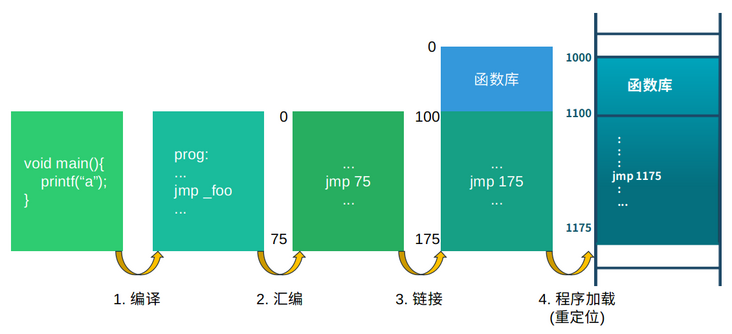 void main(){
printf(“a”);
}
prog:
...
jmp _foo
...
0
...
jmp 75
...
75
0
函数库
100
...
jmp 175
...
175
1000
函数库
1100
:
:
:
jmp 1175
:
...
1175
1. 编译
2. 汇编
3. 链接
4. 程序加载
(重定位)